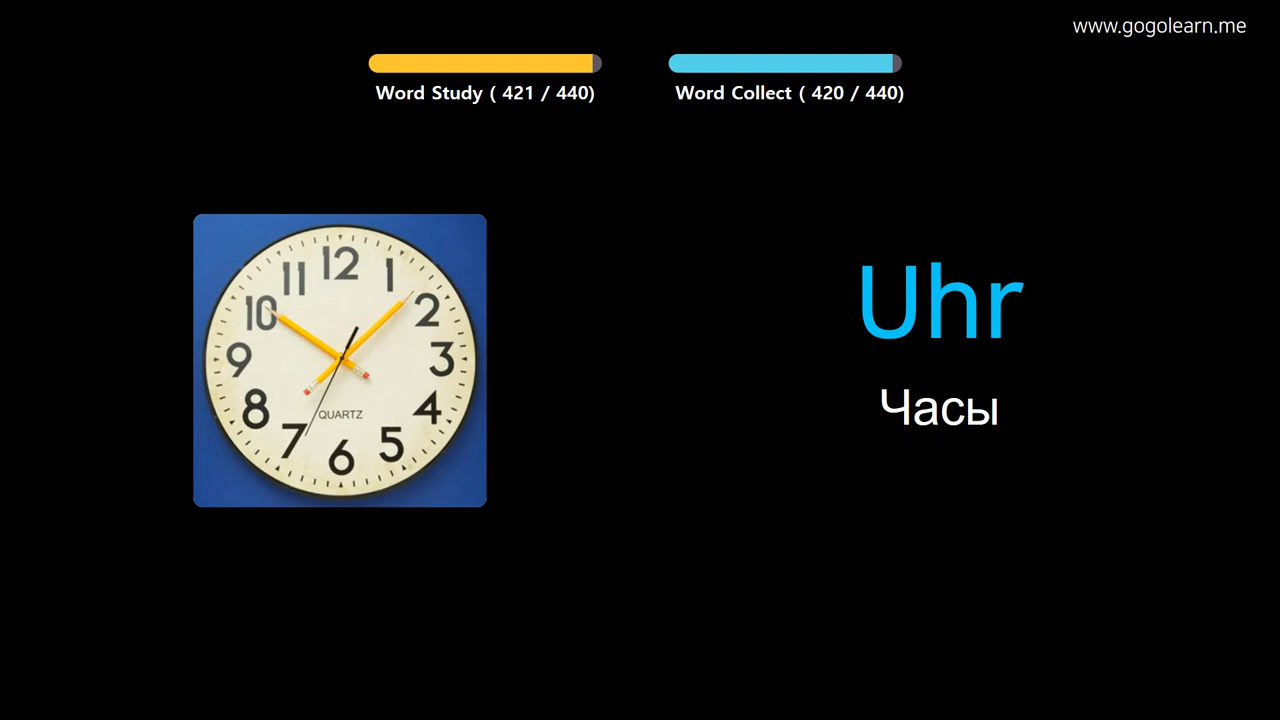 www.gogolearn.me
Word Study ( 421 / 440)
Word Collect ( 420 / 440)
12
11
1
10
2
9
3
8
4
7
5
6
QUARTZ
Uhr
Часы